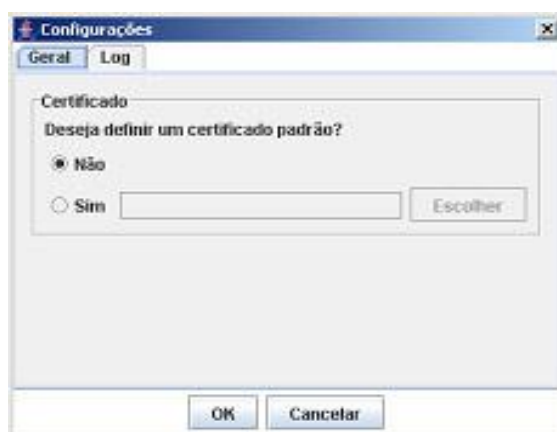 Configurações
Geral Log
Certificado
Deseja definir um certificado padrão?
Não
Sim Escolher
OK Cancelar